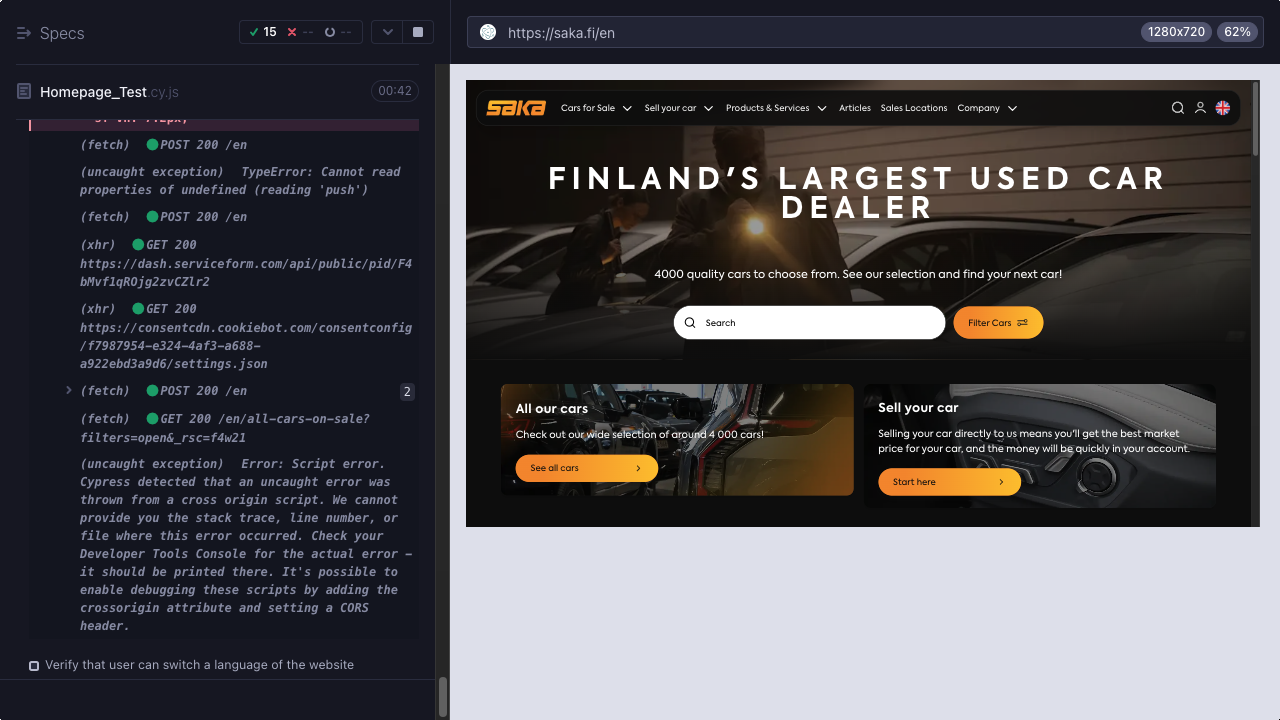 Specs
15
--
--
https://saka.fi/en
1280x720
62%
Homepage_Test.cy.js
00:42
(fetch) POST 200 /en
(uncaught exception) TypeError: Cannot read
properties of undefined (reading 'push')
(fetch) POST 200 /en
(xhr) GET 200
https://dash.serviceform.com/api/public/pid/F4
bMvf1qROjg2zvCZlr2
(xhr) GET 200
https://consentcdn.cookiebot.com/consentconfig
/f7987954-e324-4af3-a688-
a922ebd3a9d6/settings.json
(fetch) POST 200 /en
2
(fetch) GET 200 /en/all-cars-on-sale?
filters=open&_rsc=f4w21
(uncaught exception) Error: Script error.
Cypress detected that an uncaught error was
thrown from a cross origin script. We cannot
provide you the stack trace, line number, or
file where this error occurred. Check your
Developer Tools Console for the actual error –
it should be printed there. It's possible to
enable debugging these scripts by adding the
crossorigin attribute and setting a CORS
header.
Verify that user can switch a language of the website
saka
Cars for Sale
Sell your car
Products & Services
Articles
Sales Locations
Company
FINLAND'S LARGEST USED CAR
DEALER
4000 quality cars to choose from. See our selection and find your next car!
Search
Filter Cars
All our cars
Check out our wide selection of around 4 000 cars!
See all cars
Sell your car
Selling your car directly to us means you'll get the best market
price for your car, and the money will be quickly in your account.
Start here